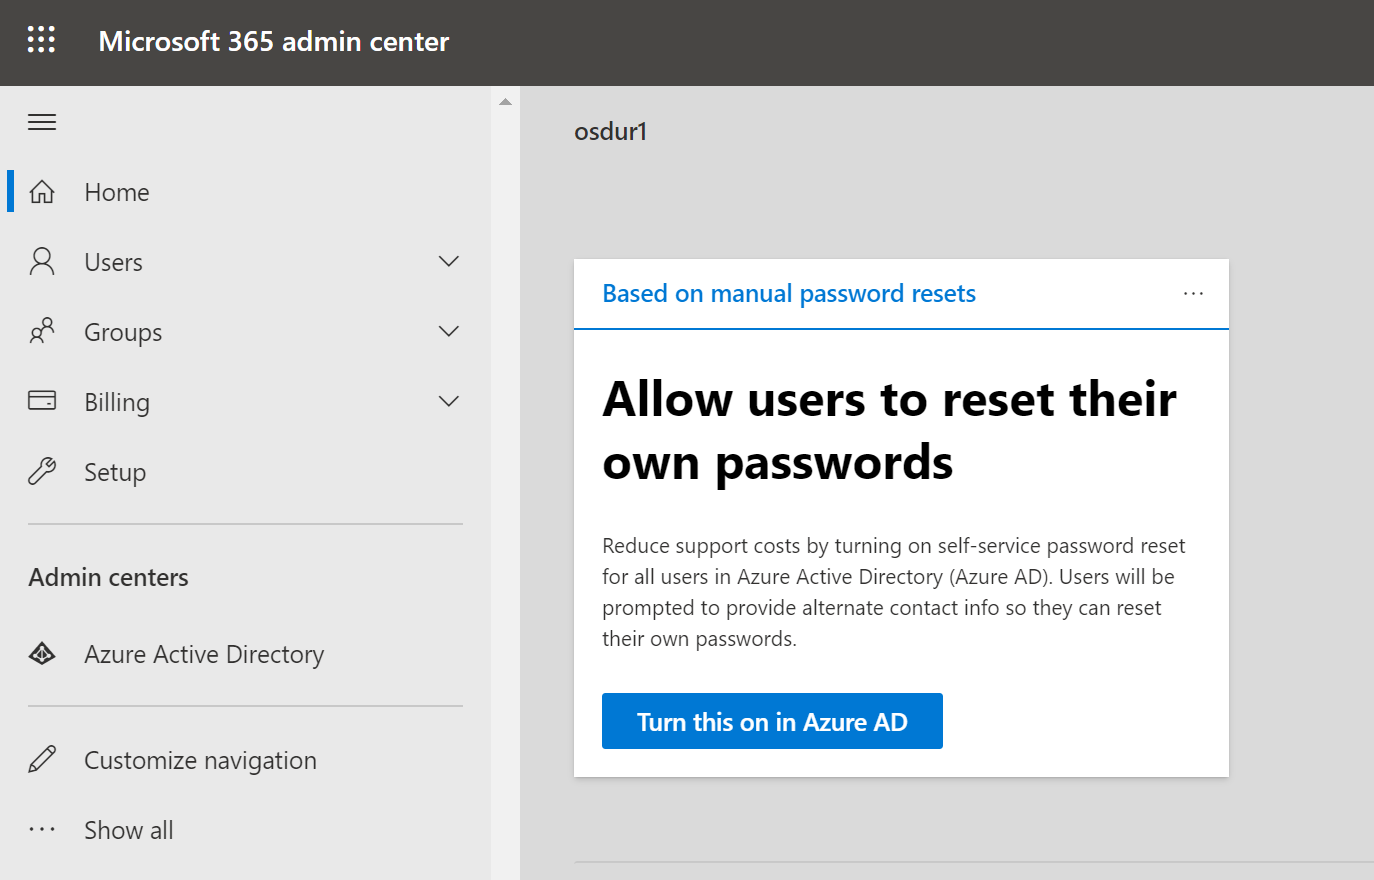 Microsoft 365 admin center
Home
Users
Groups
Billing
Setup
Admin centers
Azure Active Directory
Customize navigation
Show all
osdur1
Based on manual password resets
Allow users to reset their
own passwords
Reduce support costs by turning on self-service password reset
for all users in Azure Active Directory (Azure AD). Users will be
prompted to provide alternate contact info so they can reset
their own passwords.
Turn this on in Azure AD